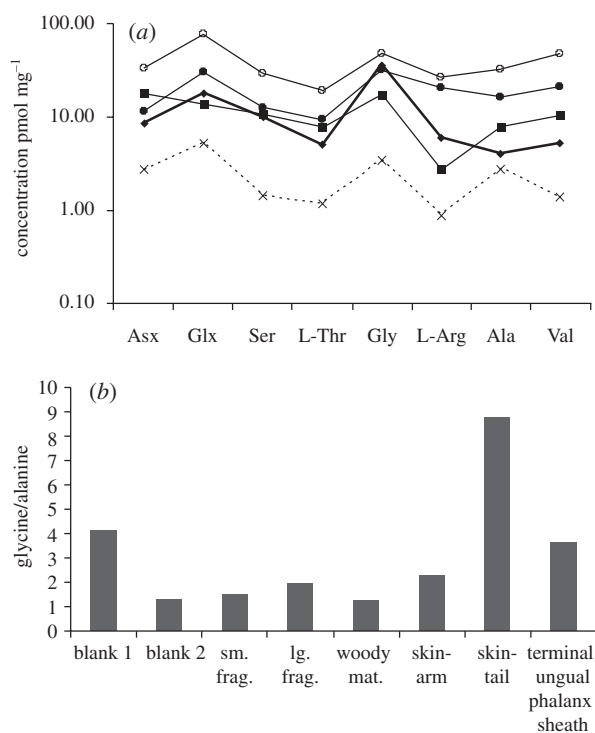 (a)
100.00
10.00
1.00
0.10
concentration pmol mg⁻¹
Asx Glx Ser L-Thr Gly L-Arg Ala Val
(b)
10
9
8
7
6
5
4
3
2
1
0
glycine/alanine
blank 1 blank 2 sm. frag. lg. frag. woody mat. skin-arm skin-tail terminal ungual phalanx sheath